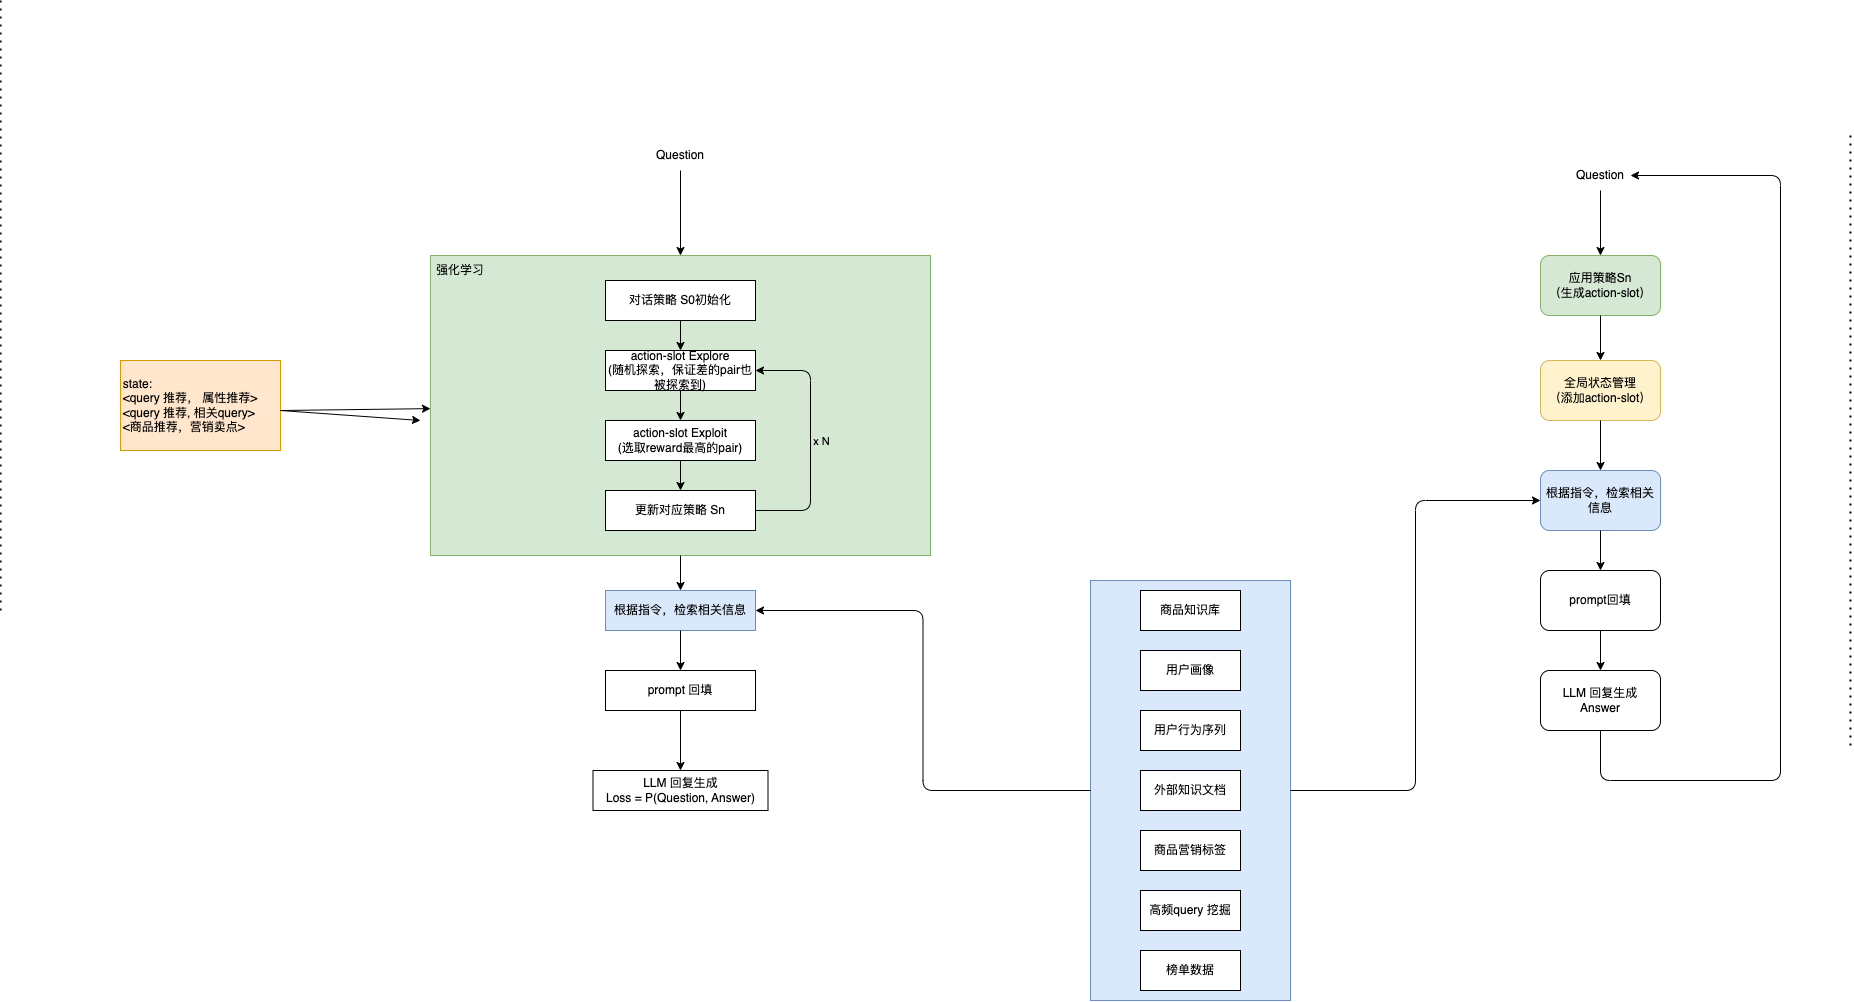 Question
强化学习
对话策略 S0初始化
action-slot Explore
(随机探索，保证差的pair也
被探索到)
action-slot Exploit
(选取reward最高的pair)
x N
更新对应策略 Sn
state:
<query 推荐， 属性推荐>
<query 推荐, 相关query>
<商品推荐，营销卖点>
根据指令，检索相关信息
prompt 回填
LLM 回复生成
Loss = P(Question, Answer)
商品知识库
用户画像
用户行为序列
外部知识文档
商品营销标签
高频query 挖掘
榜单数据
Question
应用策略Sn
（生成action-slot）
全局状态管理
（添加action-slot）
根据指令，检索相关
信息
prompt回填
LLM 回复生成
Answer